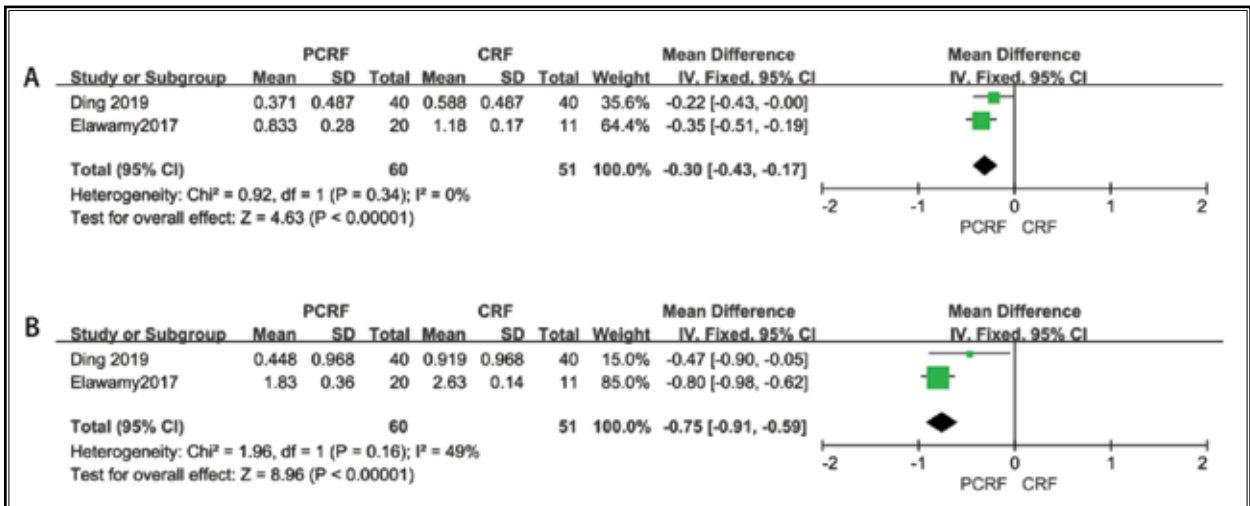 A
PCRF CRF Mean Difference Mean Difference
Study or Subgroup Mean SD Total Mean SD Total Weight IV, Fixed, 95% CI IV, Fixed, 95% CI
Ding 2019 0.371 0.487 40 0.588 0.487 40 35.6% -0.22 [-0.43, -0.00]
Elawamy2017 0.833 0.28 20 1.18 0.17 11 64.4% -0.35 [-0.51, -0.19]
Total (95% CI) 60 51 100.0% -0.30 [-0.43, -0.17]
Heterogeneity: Chi² = 0.92, df = 1 (P = 0.34); I² = 0%
Test for overall effect: Z = 4.63 (P < 0.00001)
-2 -1 0 1 2
PCRF CRF
B
PCRF CRF Mean Difference Mean Difference
Study or Subgroup Mean SD Total Mean SD Total Weight IV, Fixed, 95% CI IV, Fixed, 95% CI
Ding 2019 0.448 0.968 40 0.919 0.968 40 15.0% -0.47 [-0.90, -0.05]
Elawamy2017 1.83 0.36 20 2.63 0.14 11 85.0% -0.80 [-0.98, -0.62]
Total (95% CI) 60 51 100.0% -0.75 [-0.91, -0.59]
Heterogeneity: Chi² = 1.96, df = 1 (P = 0.16); I² = 49%
Test for overall effect: Z = 8.96 (P < 0.00001)
-2 -1 0 1 2
PCRF CRF